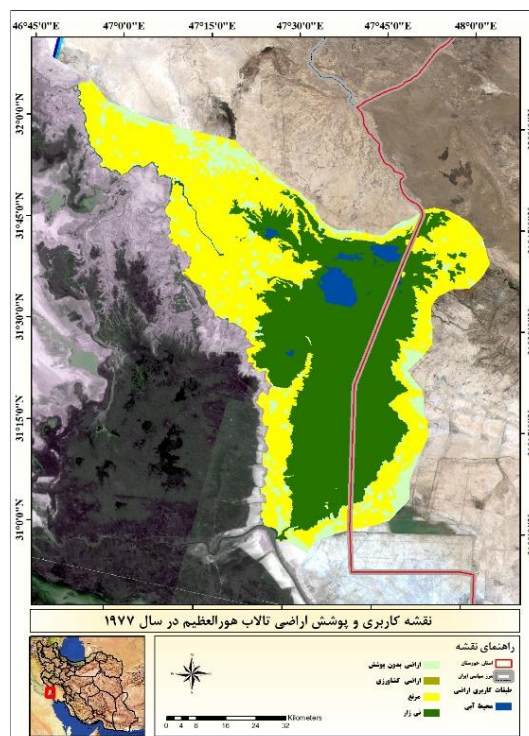 46°45'0"E 47°0'0"E 47°15'0"E 47°30'0"E 47°45'0"E 48°0'0"E
32°0'0"N
31°45'0"N
31°30'0"N
31°15'0"N
31°0'0"N
نقشه کاربری و پوشش اراضی تالاب هورالعظیم در سال ۱۹۷۷
راهنمای نقشه
استان خوزستان
مرز سیاسی ایران
طبقات کاربری اراضی
محیط آبی
اراضی بدون پوشش
اراضی کشاورزی
مرتع
نی زار
0 4 8 16 24 32 Kilometers